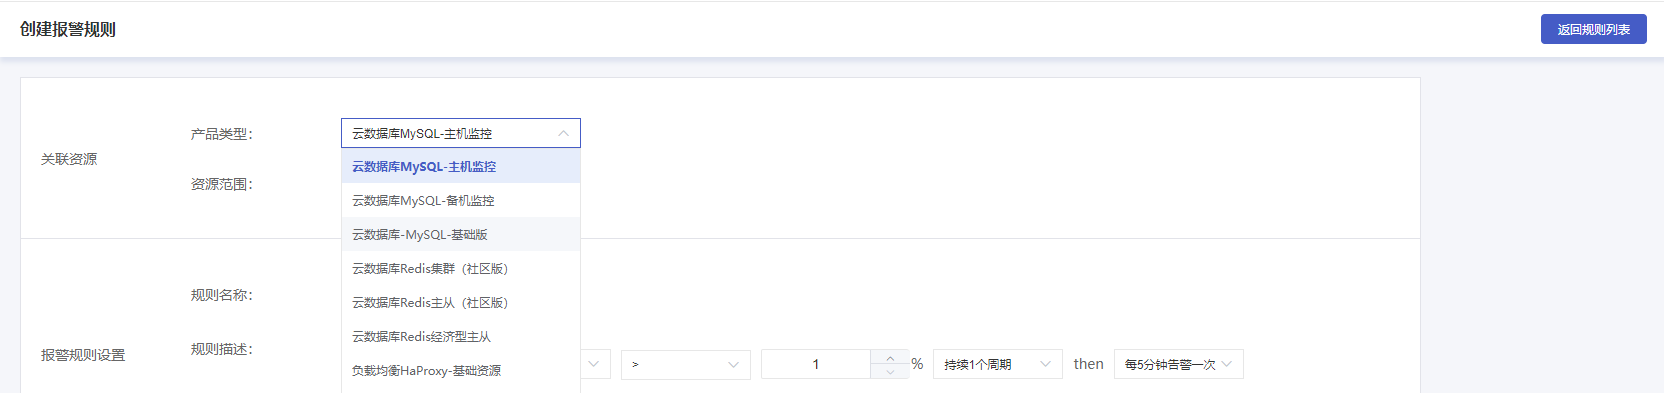 创建报警规则
返回规则列表
关联资源
产品类型：
云数据库MySQL-主机监控
资源范围：
云数据库MySQL-主机监控
云数据库MySQL-备机监控
云数据库-MySQL-基础版
云数据库Redis集群（社区版）
云数据库Redis主从（社区版）
云数据库Redis经济型主从
负载均衡HaProxy-基础资源
报警规则设置
规则名称：
规则描述：
> 1 % 持续1个周期 then 每5分钟告警一次